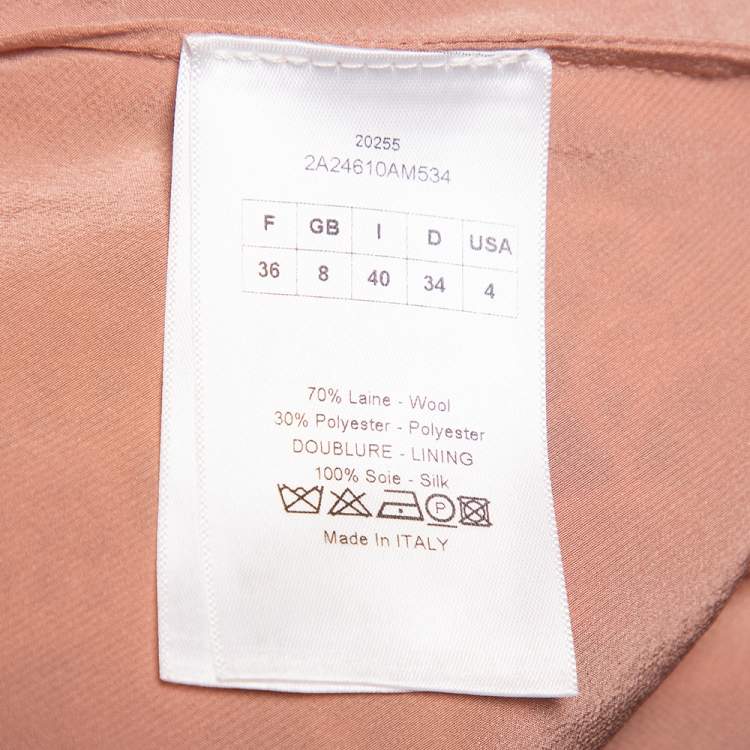 20255
2A24610AM534
F GB I D USA
36 8 40 34 4
70% Laine - Wool
30% Polyester - Polyester
DOUBLURE - LINING
100% Soie - Silk
P
Made In ITALY